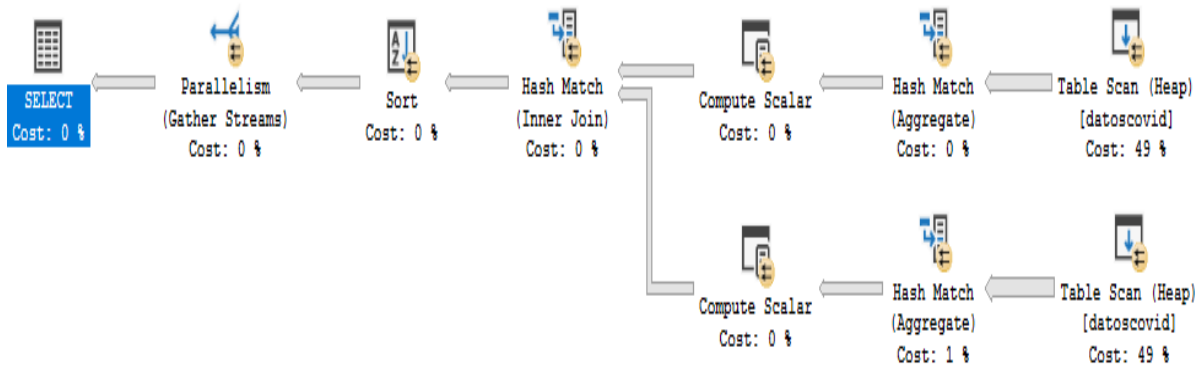 SELECT
Cost: 0 %
Parallelism
(Gather Streams)
Cost: 0 %
Sort
Cost: 0 %
Hash Match
(Inner Join)
Cost: 0 %
Compute Scalar
Cost: 0 %
Hash Match
(Aggregate)
Cost: 0 %
Table Scan (Heap)
[datoscovid]
Cost: 49 %
Compute Scalar
Cost: 0 %
Hash Match
(Aggregate)
Cost: 1 %
Table Scan (Heap)
[datoscovid]
Cost: 49 %